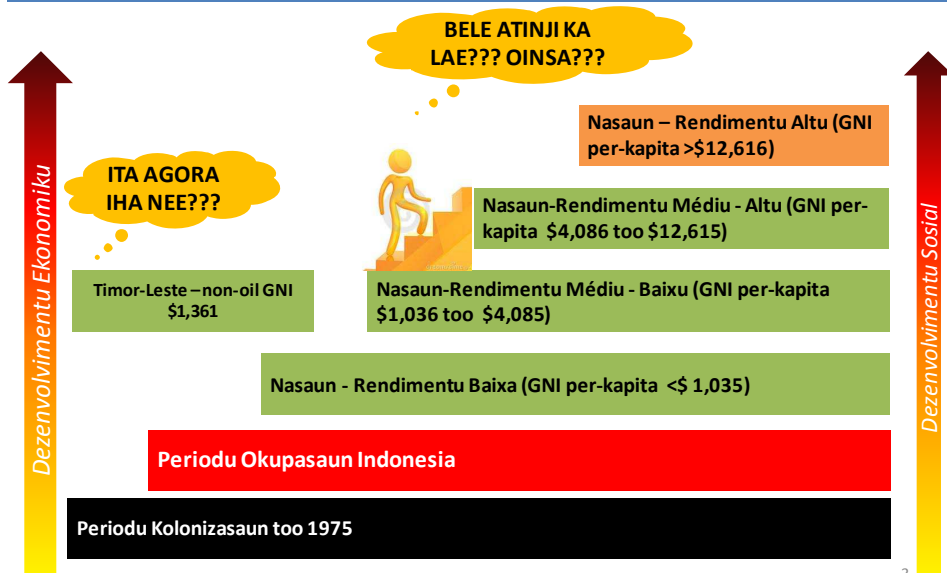 BELE ATINJI KA
LAE??? OINSA???
Nasaun – Rendimentu Altu (GNI
per-kapita >$12,616)
ITA AGORA
IHA NEE???
Nasaun-Rendimentu Médiu - Altu (GNI per-
kapita $4,086 too $12,615)
Timor-Leste – non-oil GNI
$1,361
Nasaun-Rendimentu Médiu - Baixu (GNI per-kapita
$1,036 too $4,085)
Nasaun - Rendimentu Baixa (GNI per-kapita <$ 1,035)
Periodu Okupasaun Indonesia
Periodu Kolonizasaun too 1975
Dezenvolvimentu Ekonomiku
Dezenvolvimentu Sosial